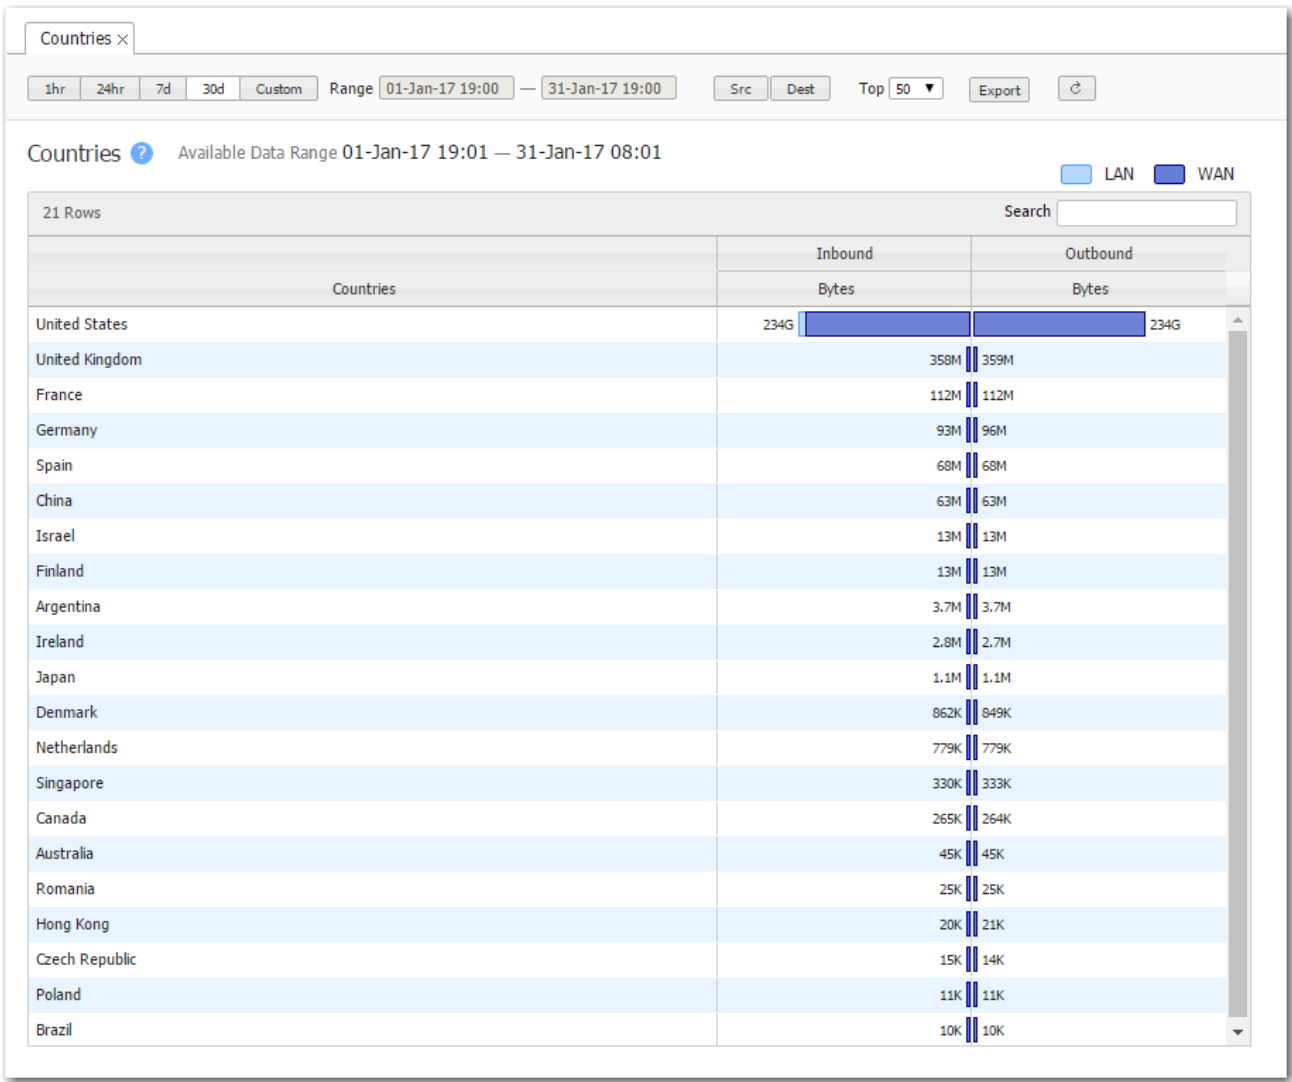 Countries ×
1hr 24hr 7d 30d Custom Range 01-Jan-17 19:00 — 31-Jan-17 19:00 Src Dest Top 50 ▼ Export
Countries ? Available Data Range 01-Jan-17 19:01 — 31-Jan-17 08:01
LAN WAN
21 Rows Search
Inbound Outbound
Countries Bytes Bytes
United States 234G 234G
United Kingdom 358M 359M
France 112M 112M
Germany 93M 96M
Spain 68M 68M
China 63M 63M
Israel 13M 13M
Finland 13M 13M
Argentina 3.7M 3.7M
Ireland 2.8M 2.7M
Japan 1.1M 1.1M
Denmark 862K 849K
Netherlands 779K 779K
Singapore 330K 333K
Canada 265K 264K
Australia 45K 45K
Romania 25K 25K
Hong Kong 20K 21K
Czech Republic 15K 14K
Poland 11K 11K
Brazil 10K 10K